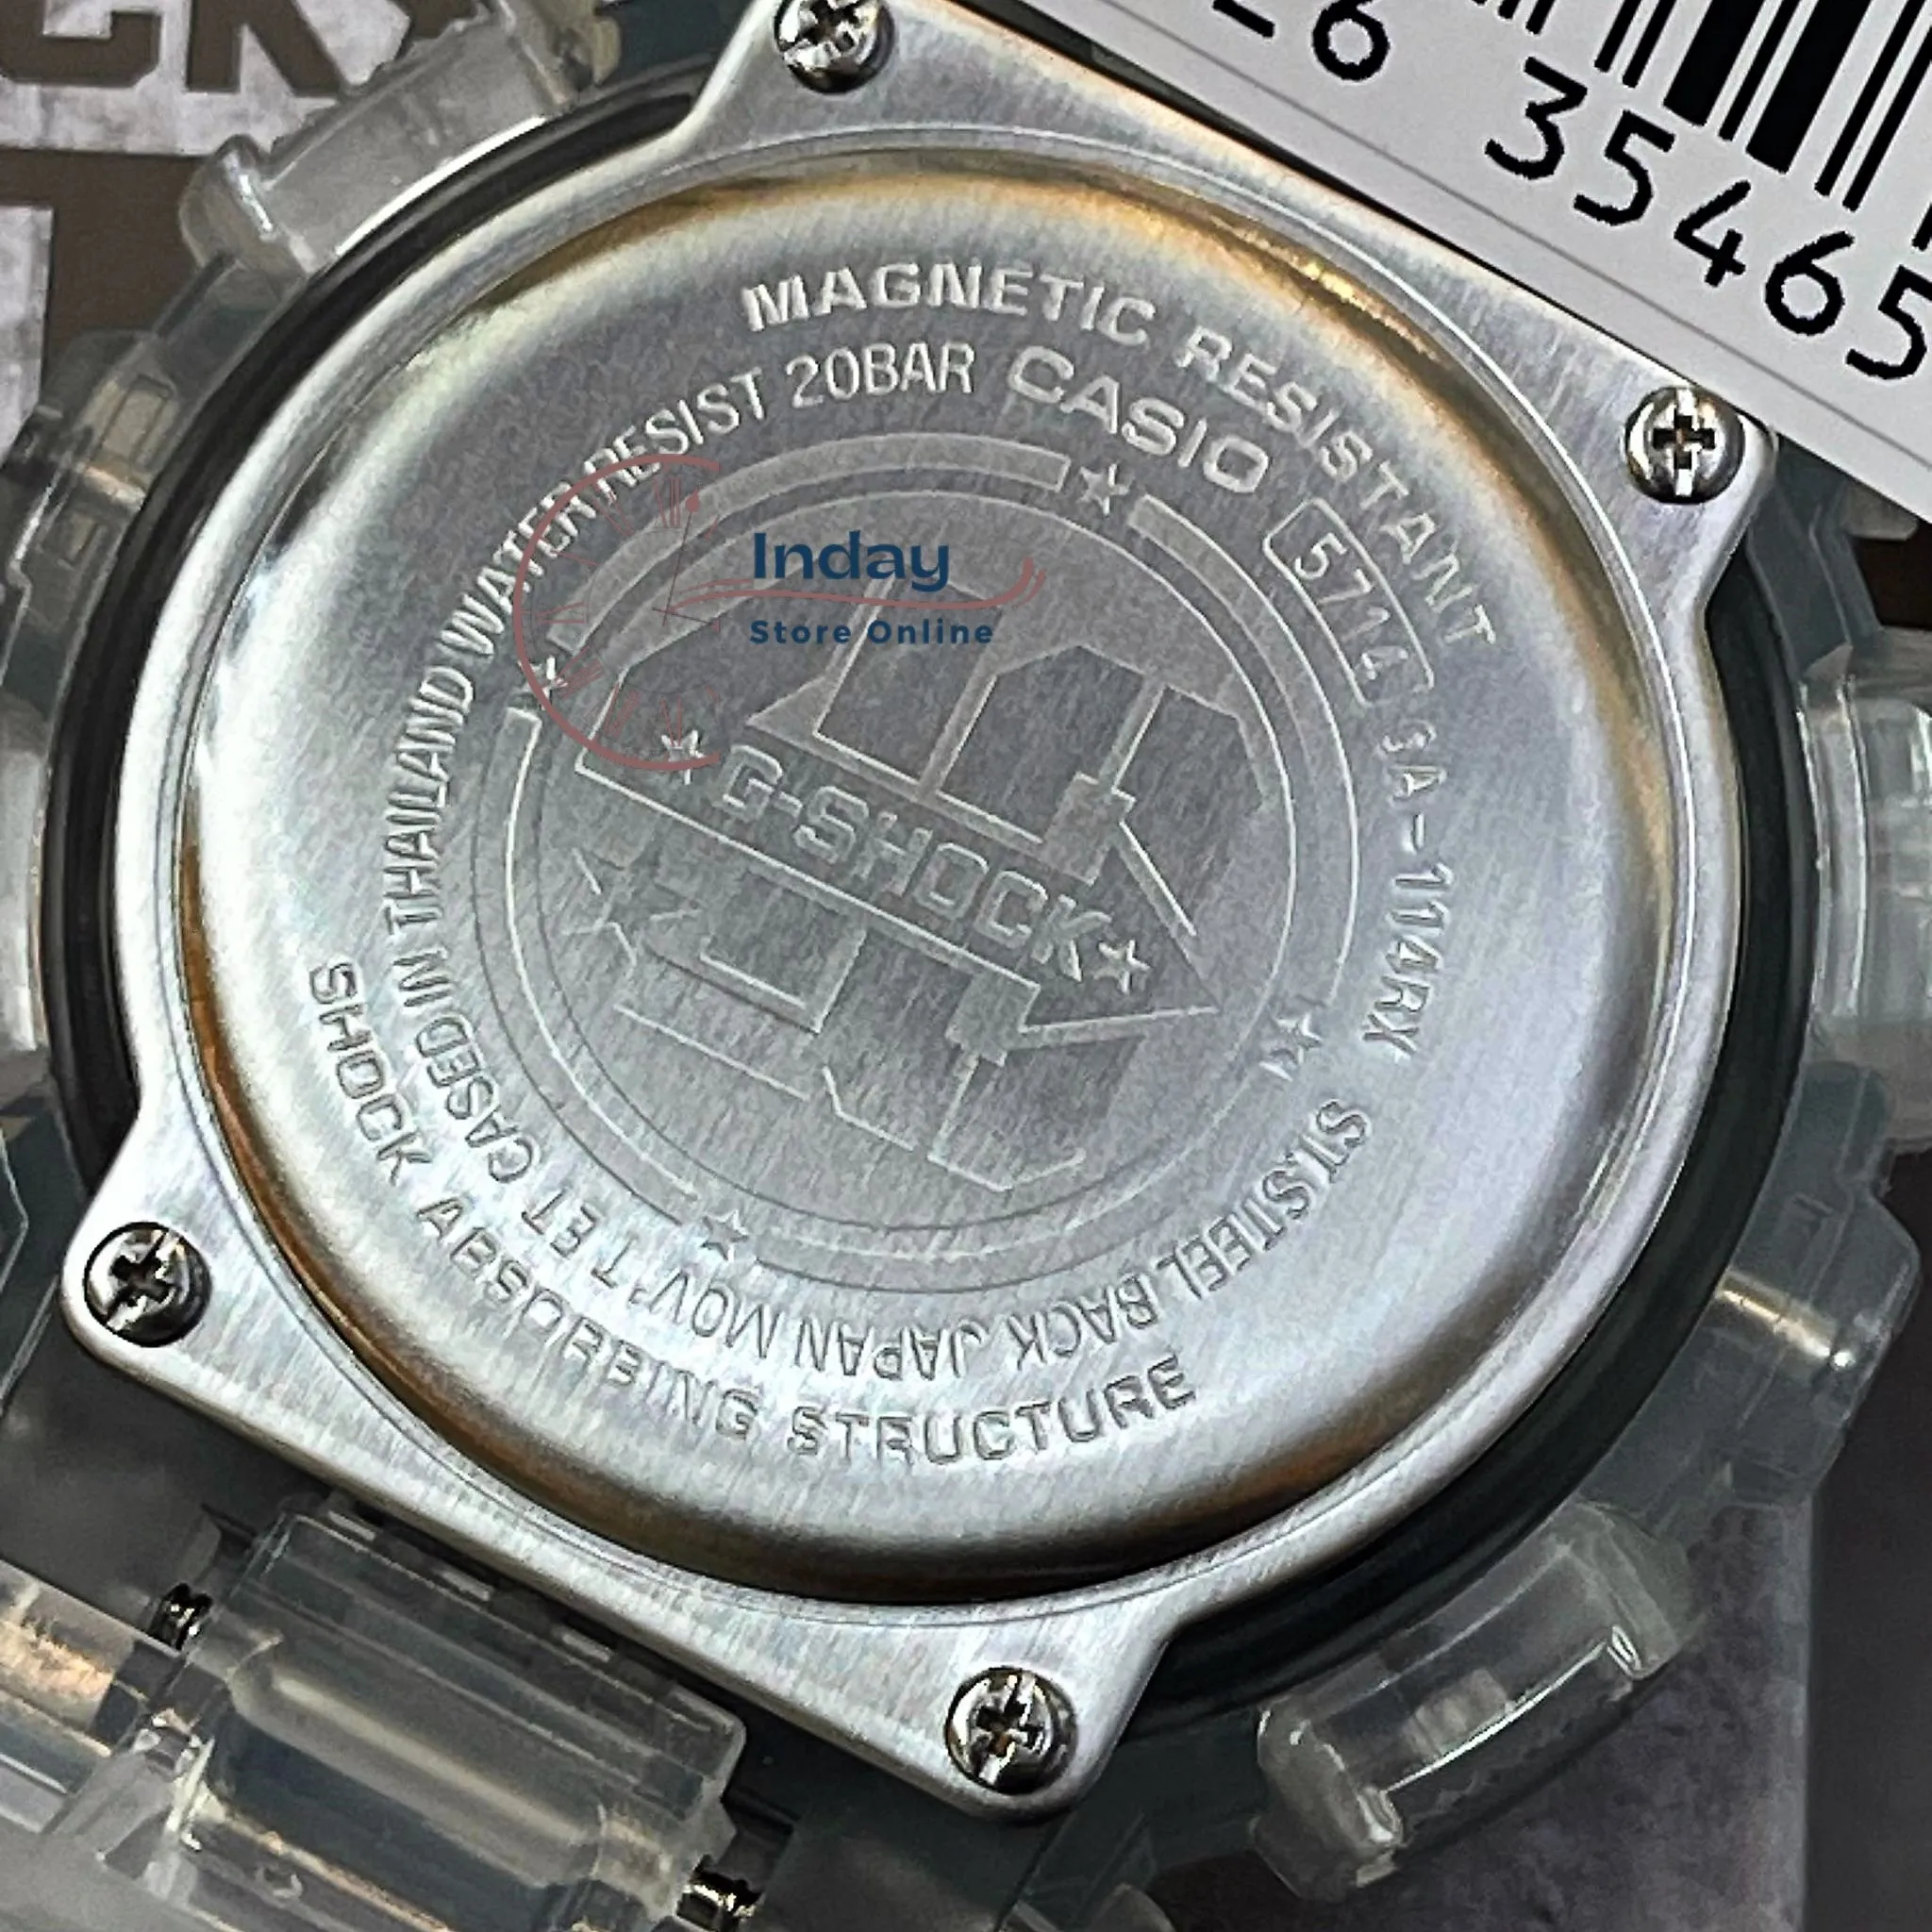 26 35465
MAGNETIC RESISTANT
WATER RESIST 20BAR CASIO 5714 GA-114RX
ST.STEEL BACK JAPAN MOV'T ET CASED IN THAILAND
SHOCK ABSORBING STRUCTURE
G-SHOCK
Inday
Store Online